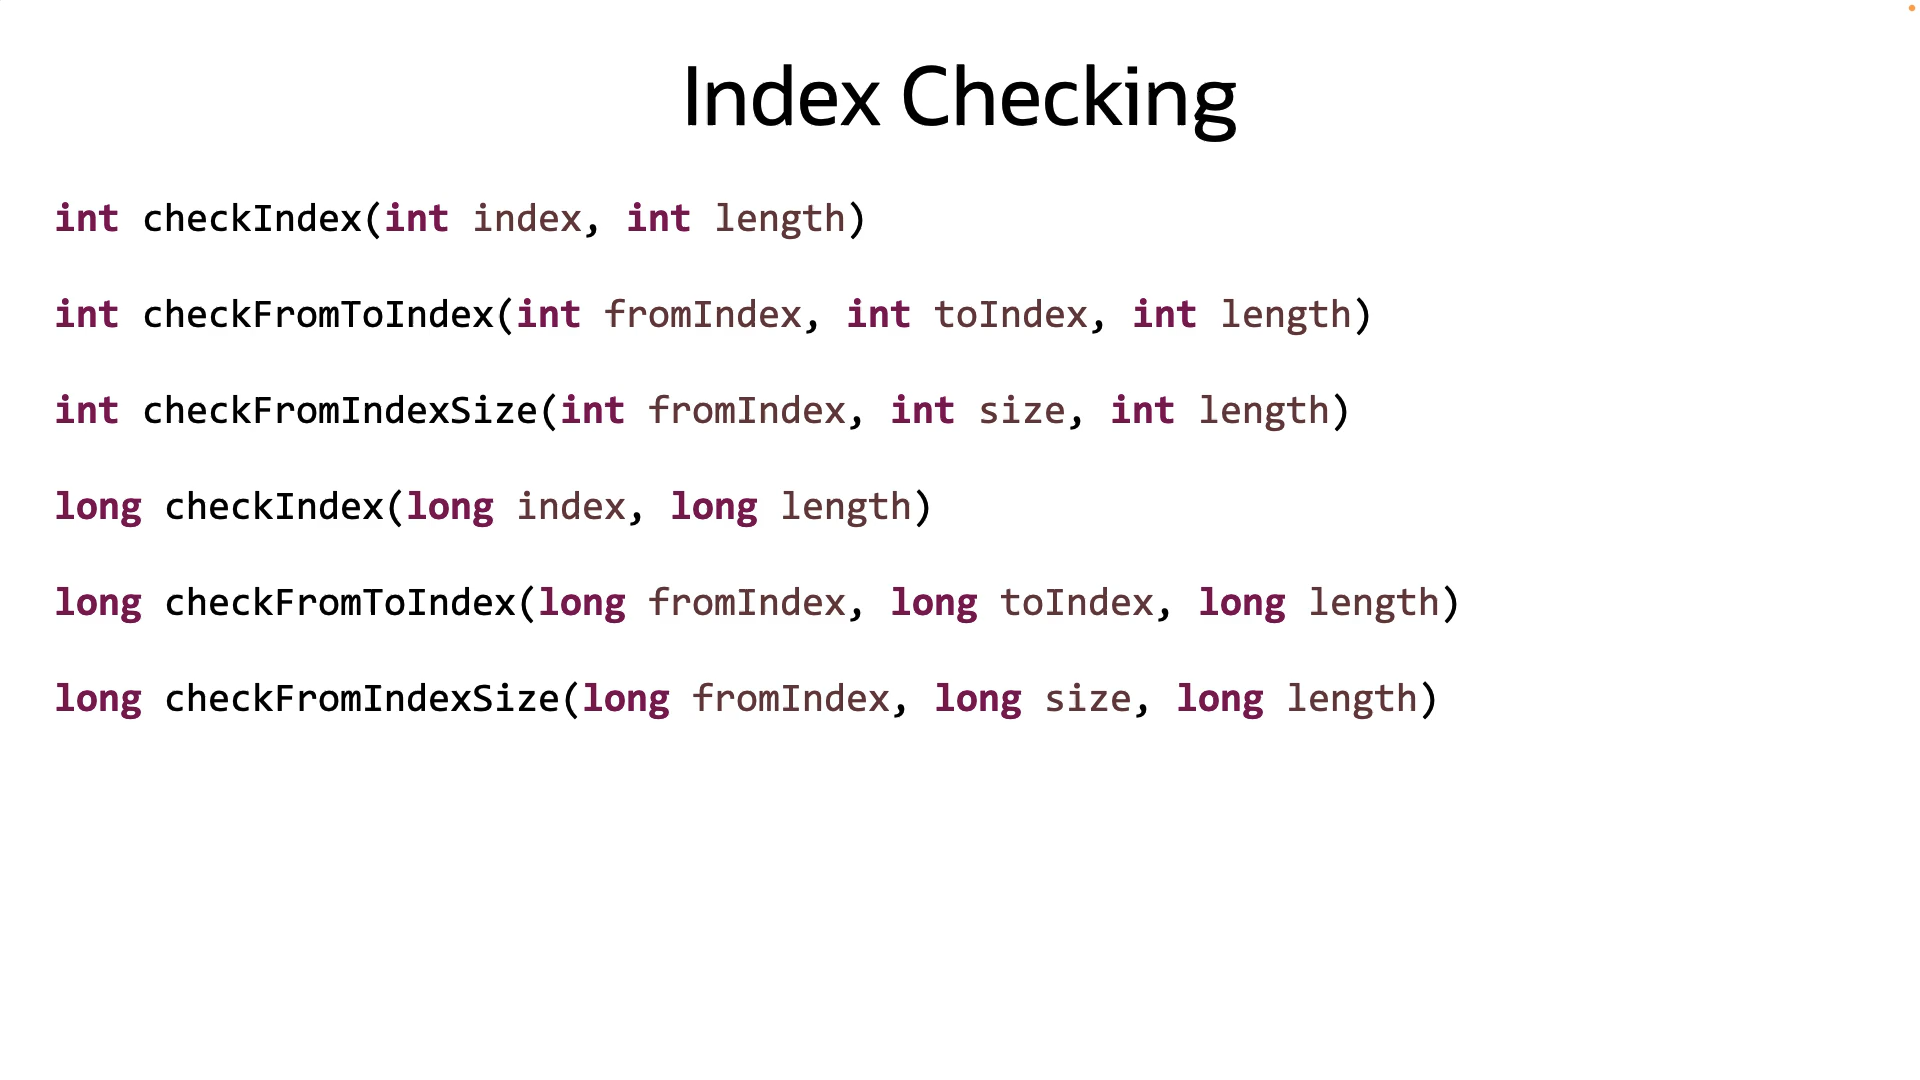 Index Checking
int checkIndex(int index, int length)
int checkFromToIndex(int fromIndex, int toIndex, int length)
int checkFromIndexSize(int fromIndex, int size, int length)
long checkIndex(long index, long length)
long checkFromToIndex(long fromIndex, long toIndex, long length)
long checkFromIndexSize(long fromIndex, long size, long length)